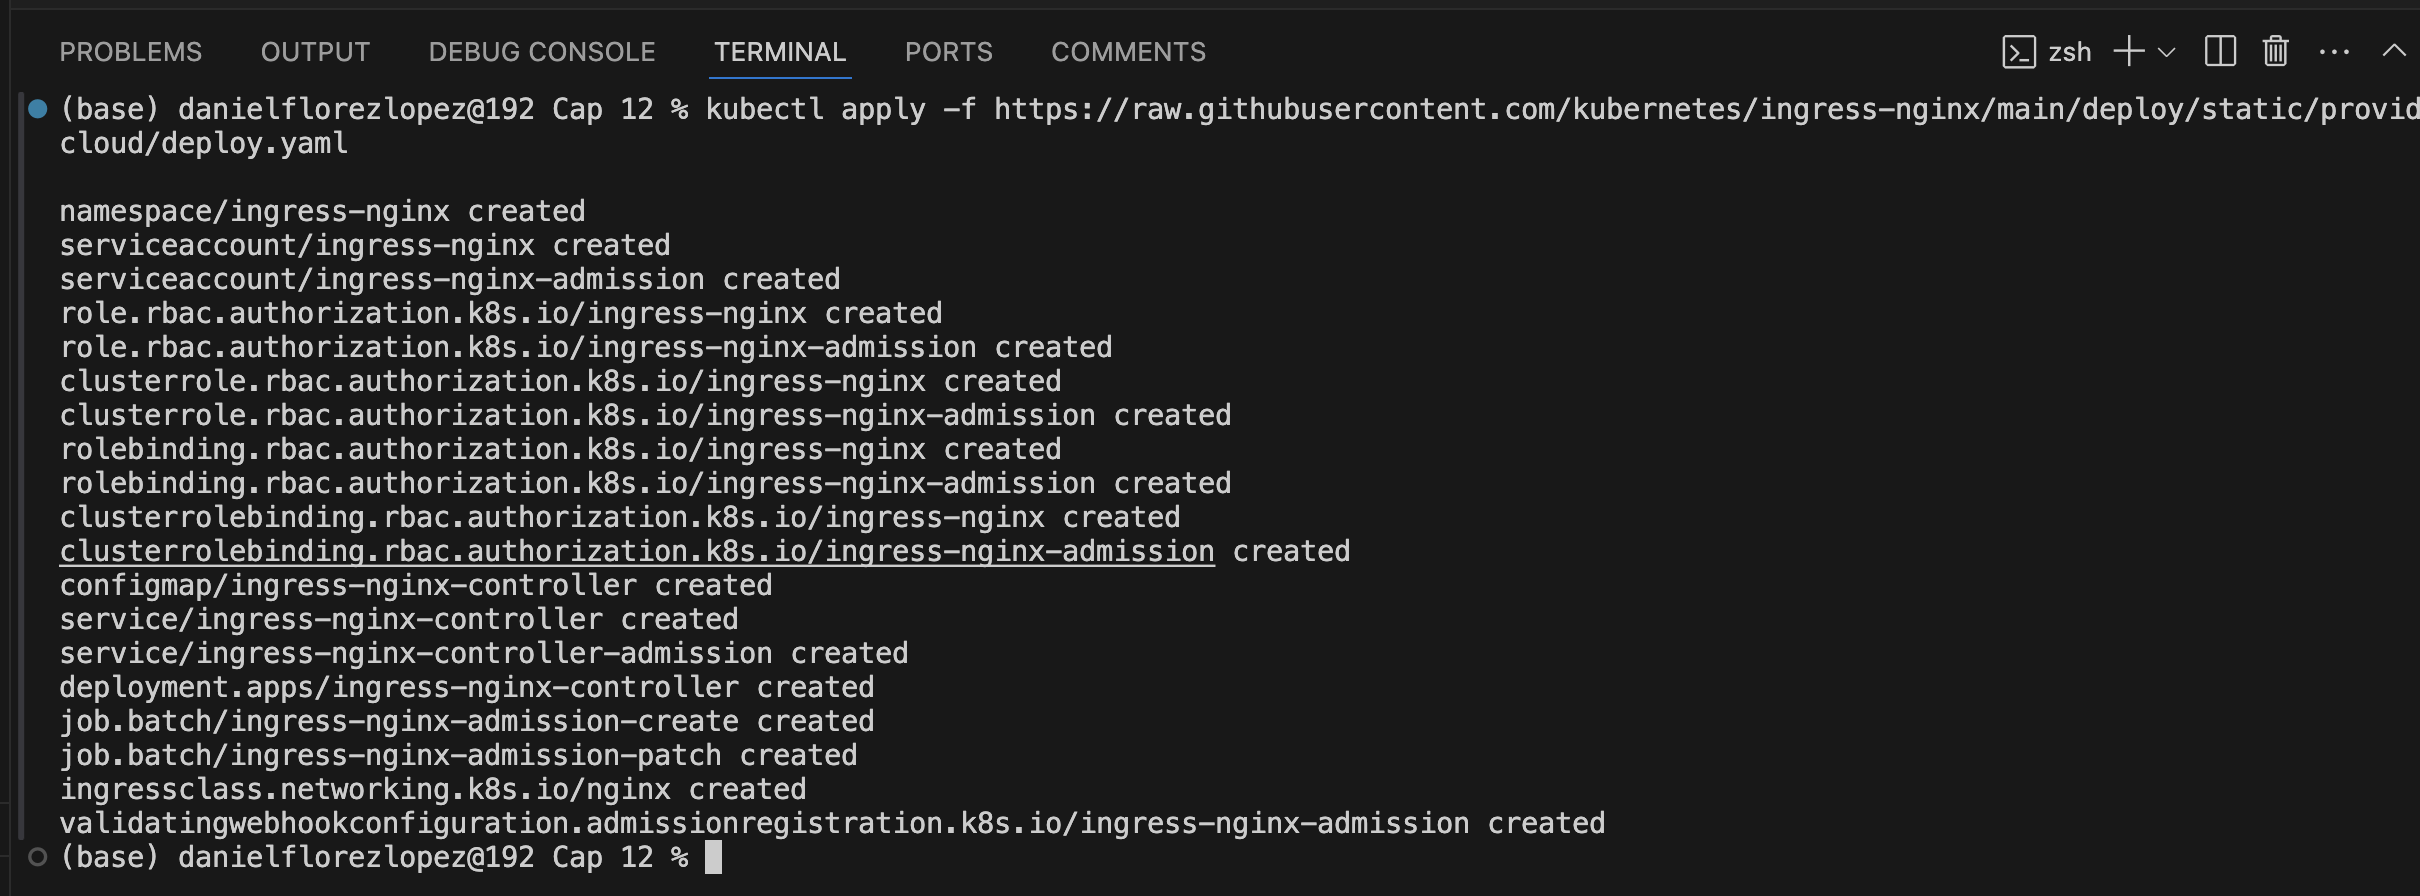 PROBLEMS OUTPUT DEBUG CONSOLE TERMINAL PORTS COMMENTS zsh
(base) danielflorezlopez@192 Cap 12 % kubectl apply -f https://raw.githubusercontent.com/kubernetes/ingress-nginx/main/deploy/static/provid
cloud/deploy.yaml
namespace/ingress-nginx created
serviceaccount/ingress-nginx created
serviceaccount/ingress-nginx-admission created
role.rbac.authorization.k8s.io/ingress-nginx created
role.rbac.authorization.k8s.io/ingress-nginx-admission created
clusterrole.rbac.authorization.k8s.io/ingress-nginx created
clusterrole.rbac.authorization.k8s.io/ingress-nginx-admission created
rolebinding.rbac.authorization.k8s.io/ingress-nginx created
rolebinding.rbac.authorization.k8s.io/ingress-nginx-admission created
clusterrolebinding.rbac.authorization.k8s.io/ingress-nginx created
clusterrolebinding.rbac.authorization.k8s.io/ingress-nginx-admission created
configmap/ingress-nginx-controller created
service/ingress-nginx-controller created
service/ingress-nginx-controller-admission created
deployment.apps/ingress-nginx-controller created
job.batch/ingress-nginx-admission-create created
job.batch/ingress-nginx-admission-patch created
ingressclass.networking.k8s.io/nginx created
validatingwebhookconfiguration.admissionregistration.k8s.io/ingress-nginx-admission created
(base) danielflorezlopez@192 Cap 12 %